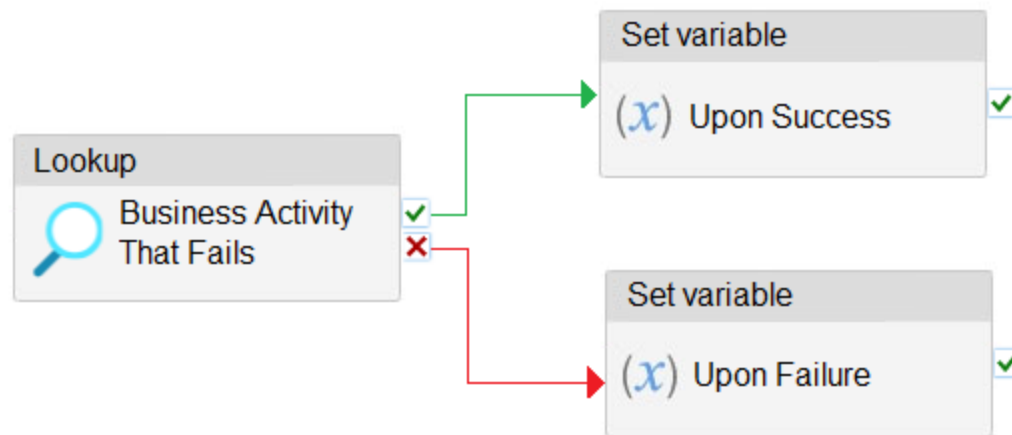 Set variable
(x) Upon Success
Lookup
Business Activity
That Fails
Set variable
(x) Upon Failure